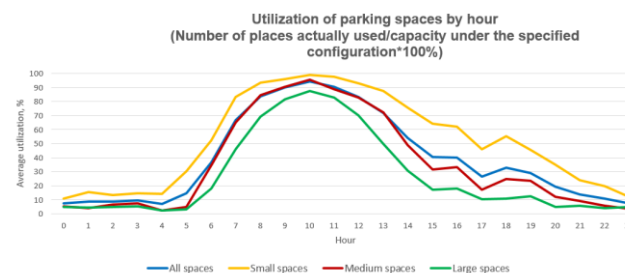 Utilization of parking spaces by hour
(Number of places actually used/capacity under the specified
configuration*100%)
Average utilization, %
100
90
80
70
60
50
40
30
20
10
0
0 1 2 3 4 5 6 7 8 9 10 11 12 13 14 15 16 17 18 19 20 21 22
Hour
All spaces Small spaces Medium spaces Large spaces